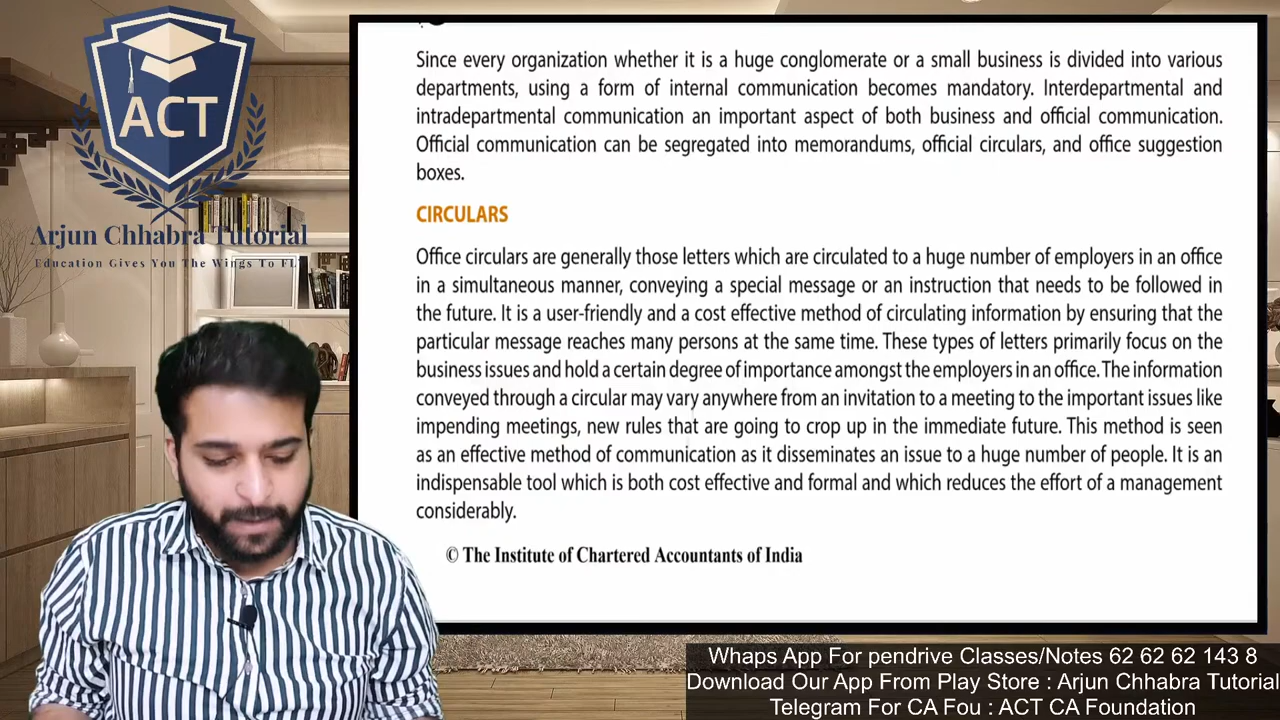 ACT
Arjun Chhabra Tutorial
Education Gives You The Wings To
Since every organization whether it is a huge conglomerate or a small business is divided into various
departments, using a form of internal communication becomes mandatory. Interdepartmental and
intradepartmental communication an important aspect of both business and official communication.
Official communication can be segregated into memorandums, official circulars, and office suggestion
boxes.
CIRCULARS
Office circulars are generally those letters which are circulated to a huge number of employers in an office
in a simultaneous manner, conveying a special message or an instruction that needs to be followed in
the future. It is a user-friendly and a cost effective method of circulating information by ensuring that the
particular message reaches many persons at the same time. These types of letters primarily focus on the
business issues and hold a certain degree of importance amongst the employers in an office. The information
conveyed through a circular may vary anywhere from an invitation to a meeting to the important issues like
impending meetings, new rules that are going to crop up in the immediate future. This method is seen
as an effective method of communication as it disseminates an issue to a huge number of people. It is an
indispensable tool which is both cost effective and formal and which reduces the effort of a management
considerably.
© The Institute of Chartered Accountants of India
Whaps App For pendrive Classes/Notes 62 62 62 143 8
Download Our App From Play Store : Arjun Chhabra Tutorial
Telegram For CA Fou : ACT CA Foundation